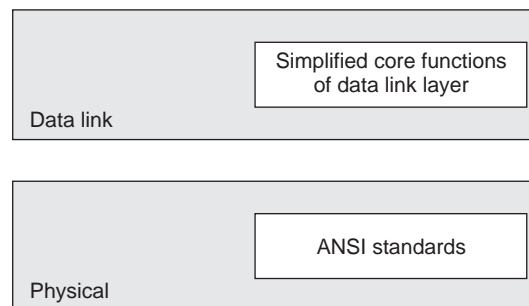 Simplified core functions
of data link layer
Data link
ANSI standards
Physical